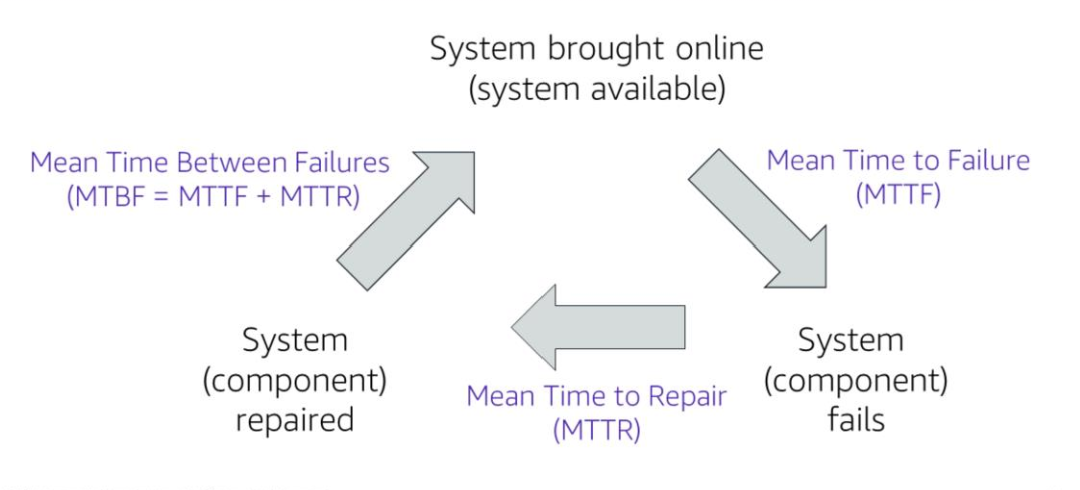 System brought online
(system available)
Mean Time Between Failures
(MTBF = MTTF + MTTR)
Mean Time to Failure
(MTTF)
System
(component)
repaired
Mean Time to Repair
(MTTR)
System
(component)
fails